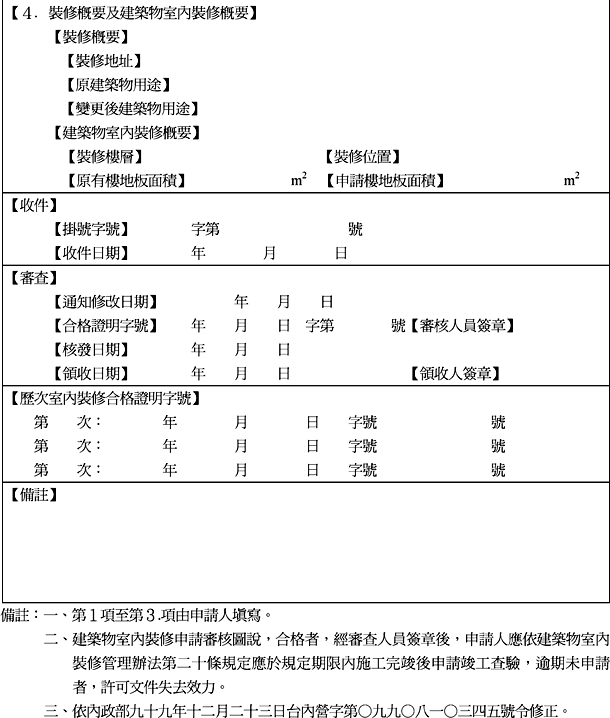 【４．裝修概要及建築物室內裝修概要】
【裝修概要】
【裝修地址】
【原建築物用途】
【變更後建築物用途】
【建築物室內裝修概要】
【裝修樓層】 【裝修位置】
【原有樓地板面積】 m² 【申請樓地板面積】 m²
【收件】
【掛號字號】 字第 號
【收件日期】 年 月 日
【審查】
【通知修改日期】 年 月 日
【合格證明字號】 年 月 日 字第 號【審核人員簽章】
【核發日期】 年 月 日
【領收日期】 年 月 日 【領收人簽章】
【歷次室內裝修合格證明字號】
第 次： 年 月 日 字號 號
第 次： 年 月 日 字號 號
第 次： 年 月 日 字號 號
【備註】
備註：一、第１項至第３.項由申請人填寫。
二、建築物室內裝修申請審核圖說，合格者，經審查人員簽章後，申請人應依建築物室內
裝修管理辦法第二十條規定應於規定期限內施工完竣後申請竣工查驗，逾期未申請
者，許可文件失去效力。
三、依內政部九十九年十二月二十三日台內營字第○九九○八一○三四五號令修正。